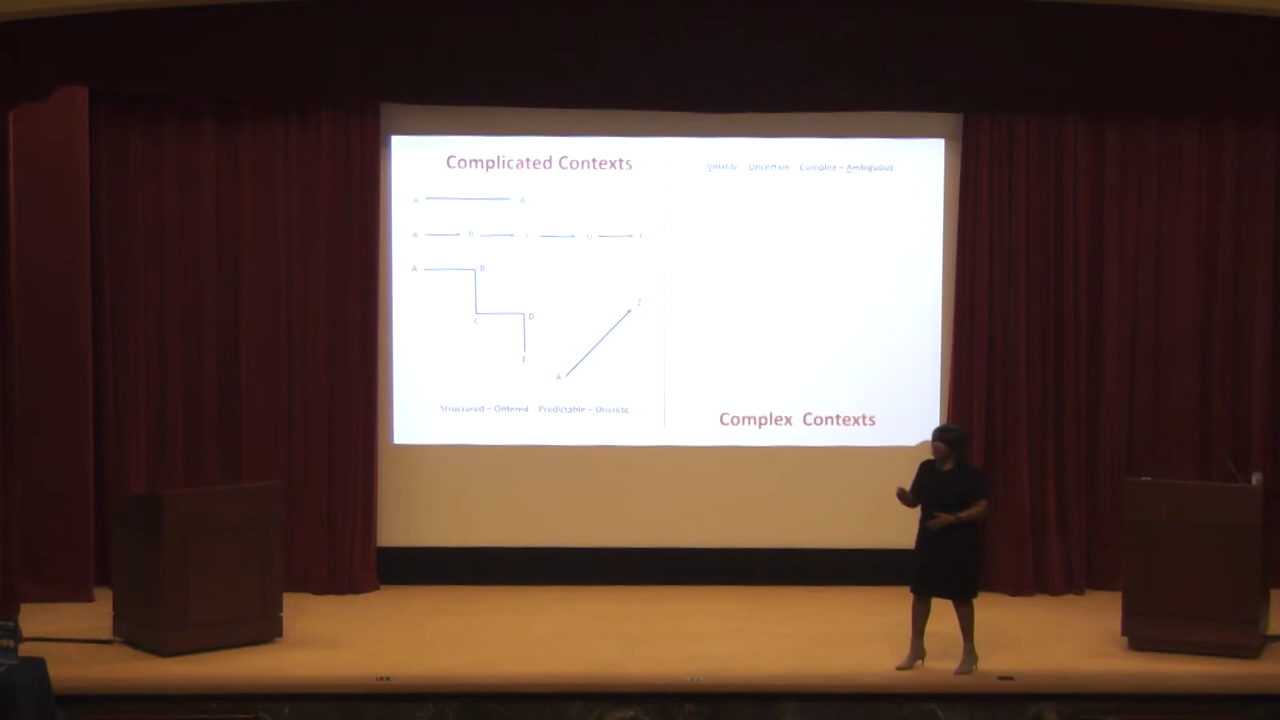 Complicated Contexts
Volatile – Uncertain – Complex – Ambiguous
A B
A B D
A B
Z
C D
A
Structured – Ordered – Predictable – Discrete
Complex Contexts